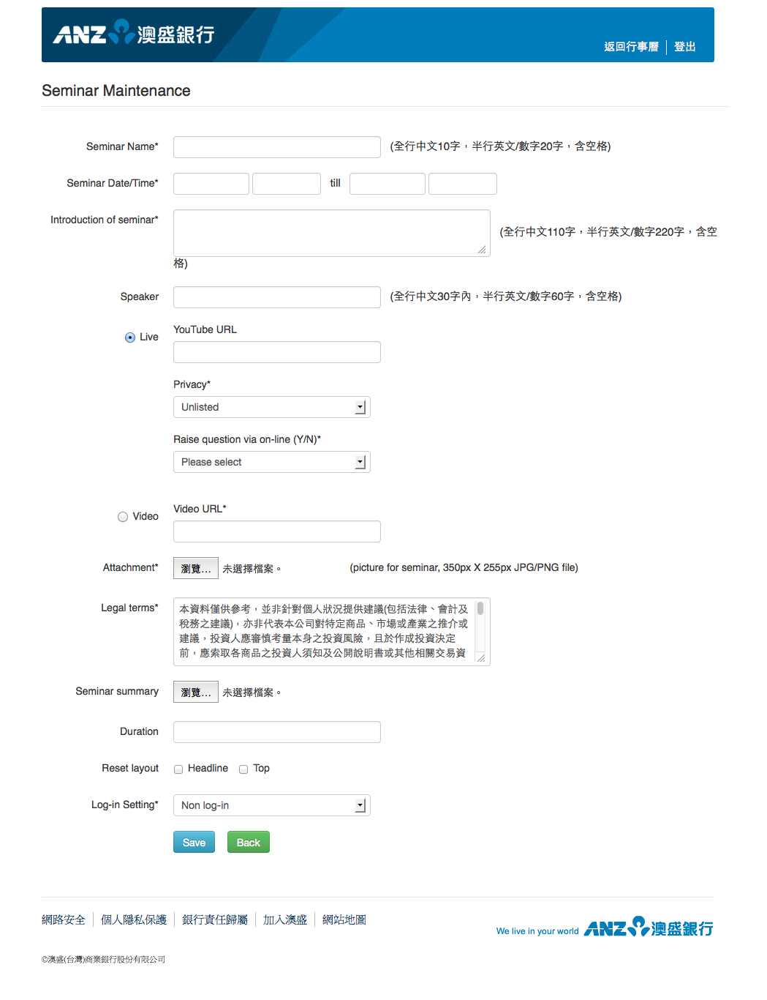 ANZ 澳盛銀行
返回行事曆 登出
Seminar Maintenance
Seminar Name* (全行中文10字，半行英文/數字20字，含空格)
Seminar Date/Time* till
Introduction of seminar* (全行中文110字，半行英文/數字220字，含空
格)
Speaker (全行中文30字內，半行英文/數字60字，含空格)
Live YouTube URL
Privacy*
Unlisted
Raise question via on-line (Y/N)*
Please select
Video Video URL*
Attachment* 瀏覽... 未選擇檔案。 (picture for seminar, 350px X 255px JPG/PNG file)
Legal terms* 本資料僅供參考，並非針對個人狀況提供建議(包括法律、會計及
稅務之建議)，亦非代表本公司對特定商品、市場或產業之推介或
建議，投資人應審慎考量本身之投資風險，且於作成投資決定
前，應索取各商品之投資人須知及公開說明書或其他相關交易資
Seminar summary 瀏覽... 未選擇檔案。
Duration
Reset layout Headline Top
Log-in Setting* Non log-in
Save Back
網路安全 個人隱私保護 銀行責任歸屬 加入澳盛 網站地圖
We live in your world ANZ 澳盛銀行
©澳盛(台灣)商業銀行股份有限公司